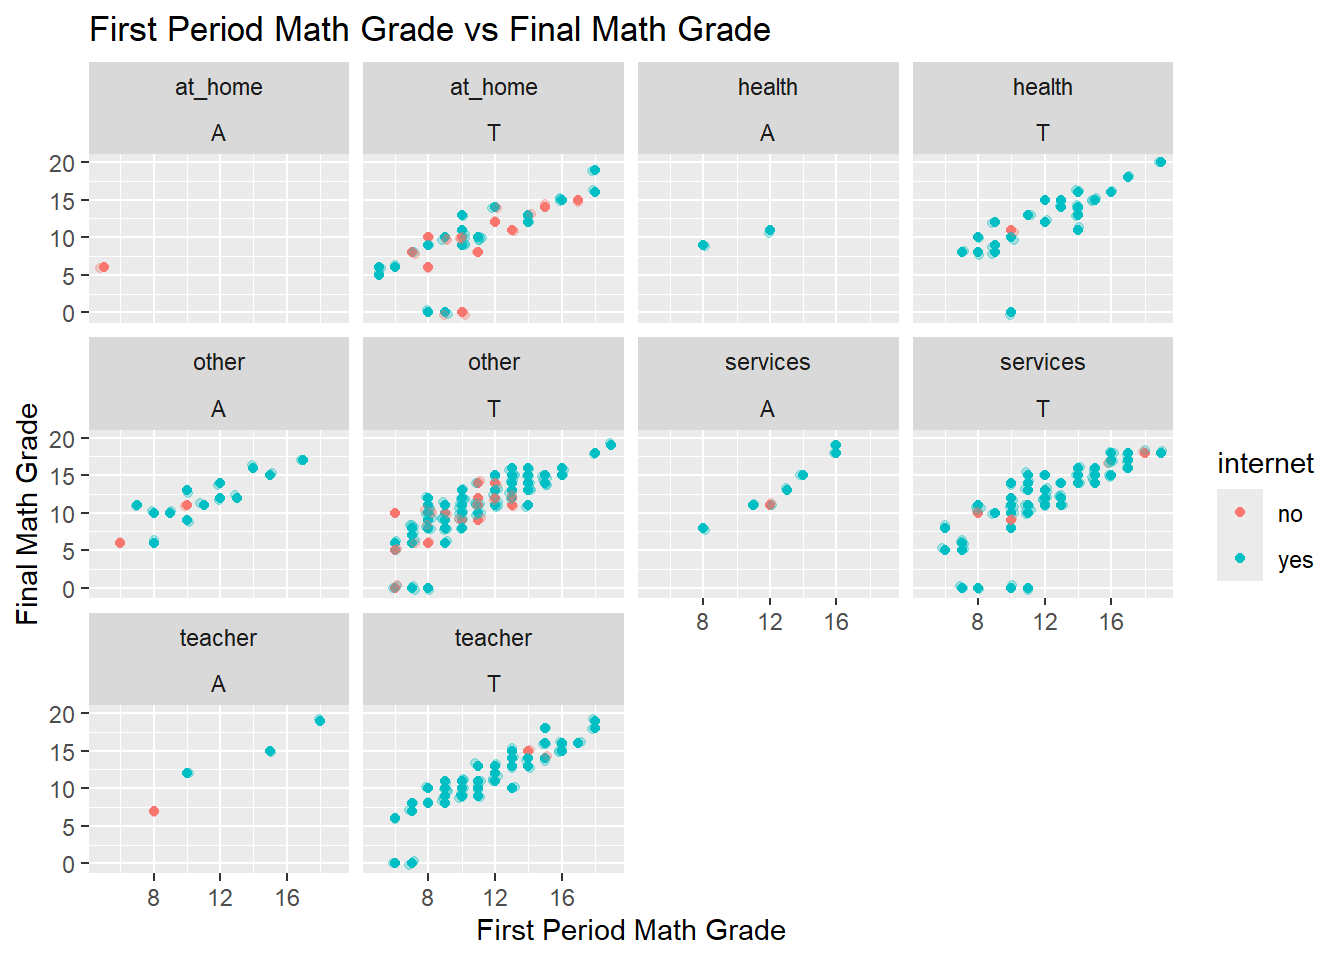 First Period Math Grade vs Final Math Grade
at_home at_home health health
A T A T
20
15
10
5
0
other other services services
A T A T
20
15
10
5
0
8 12 16 8 12 16
teacher teacher
A T
20
15
10
5
0
8 12 16 8 12 16
First Period Math Grade
Final Math Grade
internet
no
yes